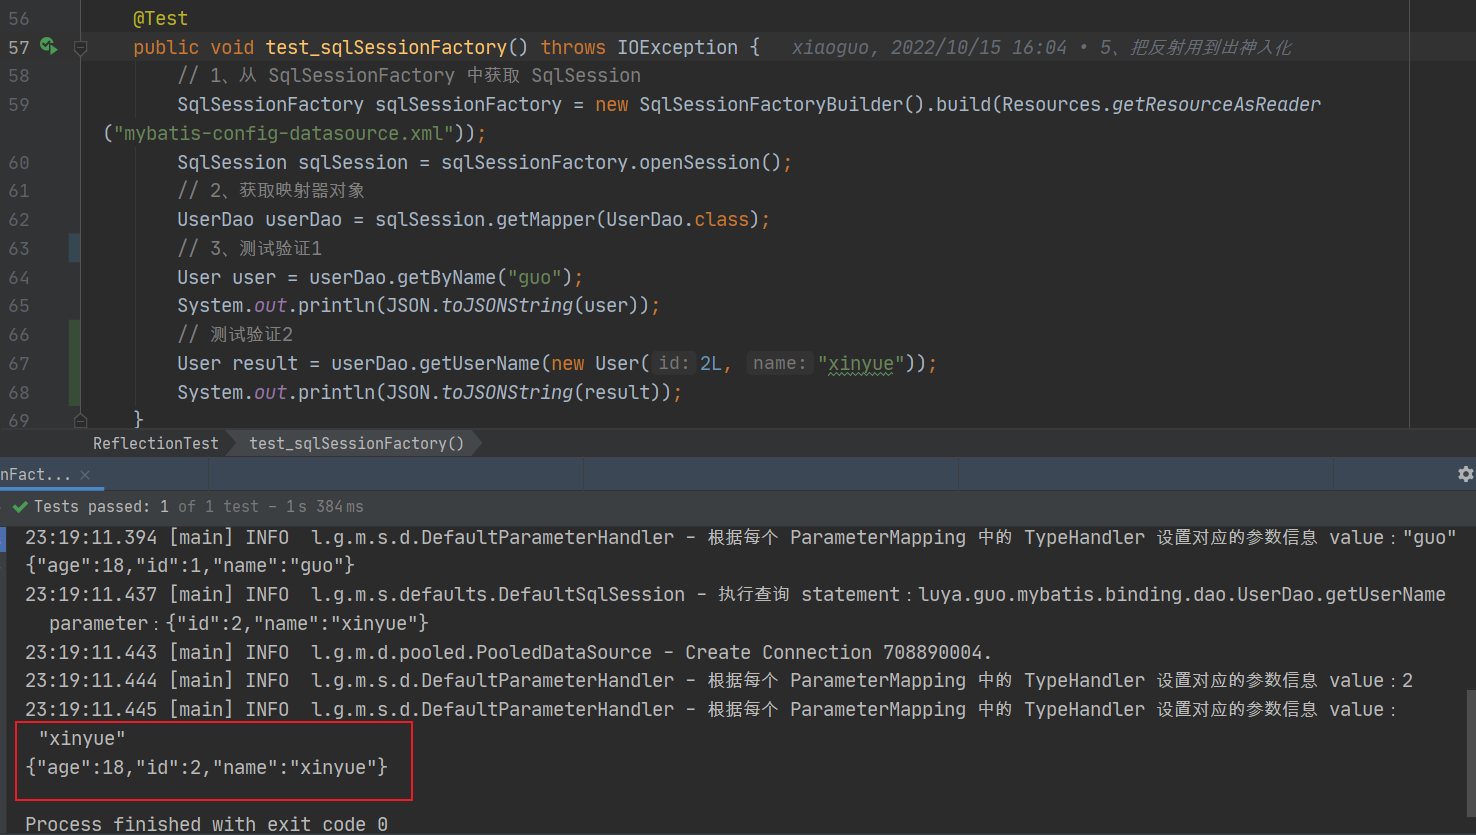 56 @Test
57 public void test_sqlSessionFactory() throws IOException { xiaoguo, 2022/10/15 16:04 • 5、把反射用到出神入化
58 // 1、从 SqlSessionFactory 中获取 SqlSession
59 SqlSessionFactory sqlSessionFactory = new SqlSessionFactoryBuilder().build(Resources.getResourceAsReader
("mybatis-config-datasource.xml"));
60 SqlSession sqlSession = sqlSessionFactory.openSession();
61 // 2、获取映射器对象
62 UserDao userDao = sqlSession.getMapper(UserDao.class);
63 // 3、测试验证1
64 User user = userDao.getByName("guo");
65 System.out.println(JSON.toJSONString(user));
66 // 测试验证2
67 User result = userDao.getUserName(new User( id: 2L, name: "xinyue"));
68 System.out.println(JSON.toJSONString(result));
69 }
ReflectionTest test_sqlSessionFactory()
nFact... ×
Tests passed: 1 of 1 test – 1 s 384 ms
23:19:11.394 [main] INFO l.g.m.s.d.DefaultParameterHandler - 根据每个 ParameterMapping 中的 TypeHandler 设置对应的参数信息 value："guo"
{"age":18,"id":1,"name":"guo"}
23:19:11.437 [main] INFO l.g.m.s.defaults.DefaultSqlSession - 执行查询 statement：luya.guo.mybatis.binding.dao.UserDao.getUserName
parameter：{"id":2,"name":"xinyue"}
23:19:11.443 [main] INFO l.g.m.d.pooled.PooledDataSource - Create Connection 708890004.
23:19:11.444 [main] INFO l.g.m.s.d.DefaultParameterHandler - 根据每个 ParameterMapping 中的 TypeHandler 设置对应的参数信息 value：2
23:19:11.445 [main] INFO l.g.m.s.d.DefaultParameterHandler - 根据每个 ParameterMapping 中的 TypeHandler 设置对应的参数信息 value：
"xinyue"
{"age":18,"id":2,"name":"xinyue"}
Process finished with exit code 0